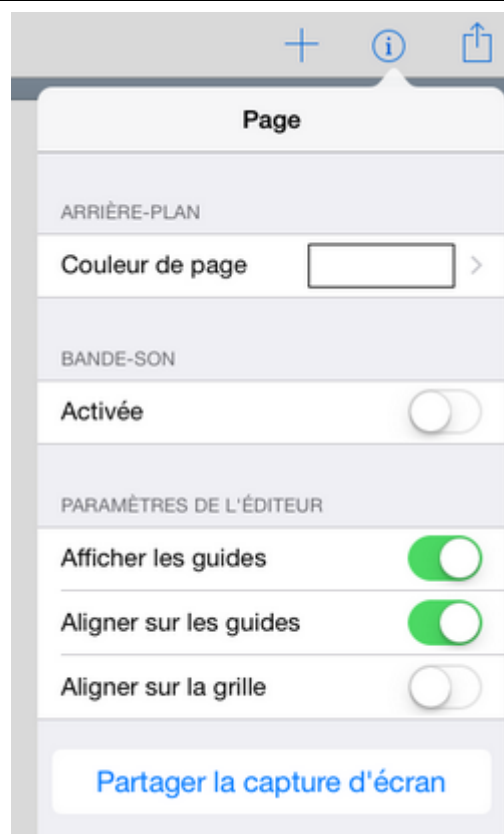 Page
ARRIÈRE-PLAN
Couleur de page
BANDE-SON
Activée
PARAMÈTRES DE L'ÉDITEUR
Afficher les guides
Aligner sur les guides
Aligner sur la grille
Partager la capture d'écran